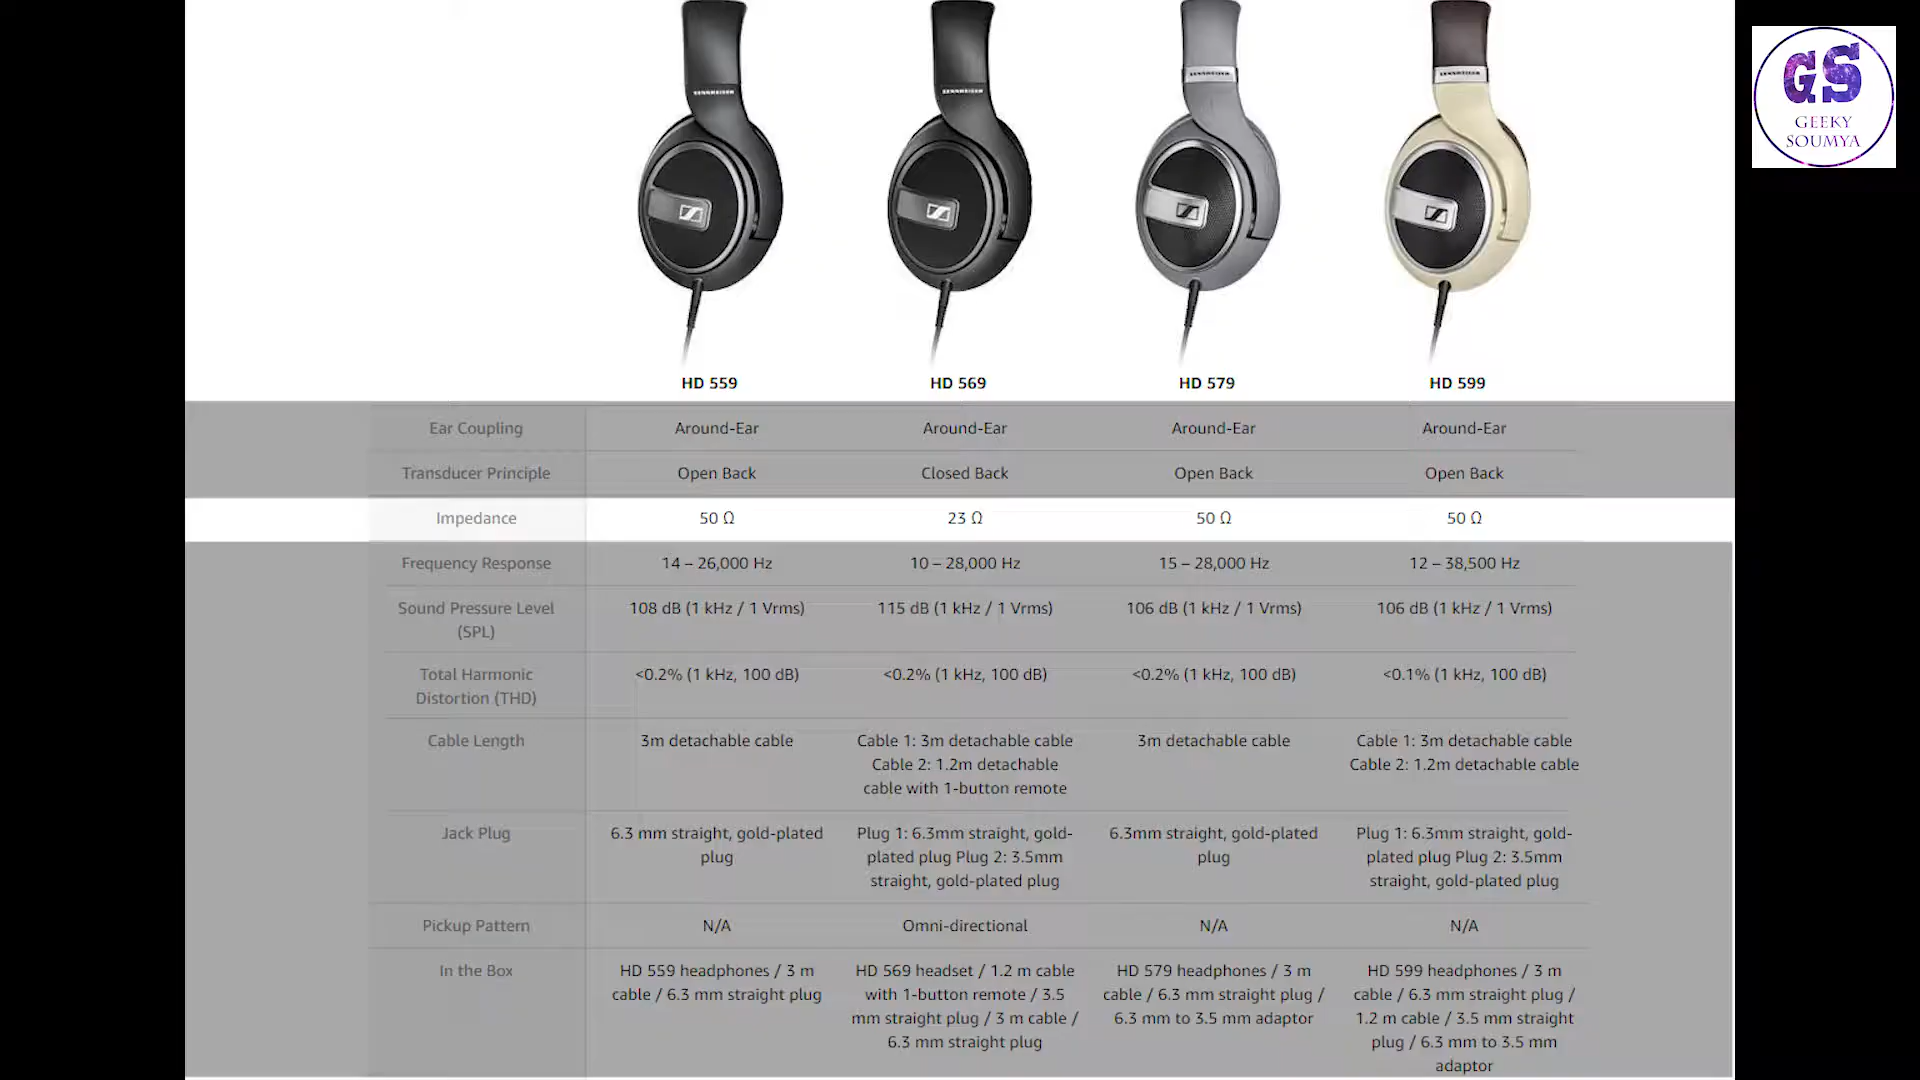 SENNHEISER
SENNHEISER
SENNHEISER
SENNHEISER
GS
GEEKY
SOUMYA
HD 559
HD 569
HD 579
HD 599
Ear Coupling
Around-Ear
Around-Ear
Around-Ear
Around-Ear
Transducer Principle
Open Back
Closed Back
Open Back
Open Back
Impedance
50 Ω
23 Ω
50 Ω
50 Ω
Frequency Response
14 – 26,000 Hz
10 – 28,000 Hz
15 – 28,000 Hz
12 – 38,500 Hz
Sound Pressure Level
(SPL)
108 dB (1 kHz / 1 Vrms)
115 dB (1 kHz / 1 Vrms)
106 dB (1 kHz / 1 Vrms)
106 dB (1 kHz / 1 Vrms)
Total Harmonic
Distortion (THD)
<0.2% (1 kHz, 100 dB)
<0.2% (1 kHz, 100 dB)
<0.2% (1 kHz, 100 dB)
<0.1% (1 kHz, 100 dB)
Cable Length
3m detachable cable
Cable 1: 3m detachable cable
Cable 2: 1.2m detachable
cable with 1-button remote
3m detachable cable
Cable 1: 3m detachable cable
Cable 2: 1.2m detachable cable
Jack Plug
6.3 mm straight, gold-plated
plug
Plug 1: 6.3mm straight, gold-
plated plug Plug 2: 3.5mm
straight, gold-plated plug
6.3mm straight, gold-plated
plug
Plug 1: 6.3mm straight, gold-
plated plug Plug 2: 3.5mm
straight, gold-plated plug
Pickup Pattern
N/A
Omni-directional
N/A
N/A
In the Box
HD 559 headphones / 3 m
cable / 6.3 mm straight plug
HD 569 headset / 1.2 m cable
with 1-button remote / 3.5
mm straight plug / 3 m cable /
6.3 mm straight plug
HD 579 headphones / 3 m
cable / 6.3 mm straight plug /
6.3 mm to 3.5 mm adaptor
HD 599 headphones / 3 m
cable / 6.3 mm straight plug /
1.2 m cable / 3.5 mm straight
plug / 6.3 mm to 3.5 mm
adaptor